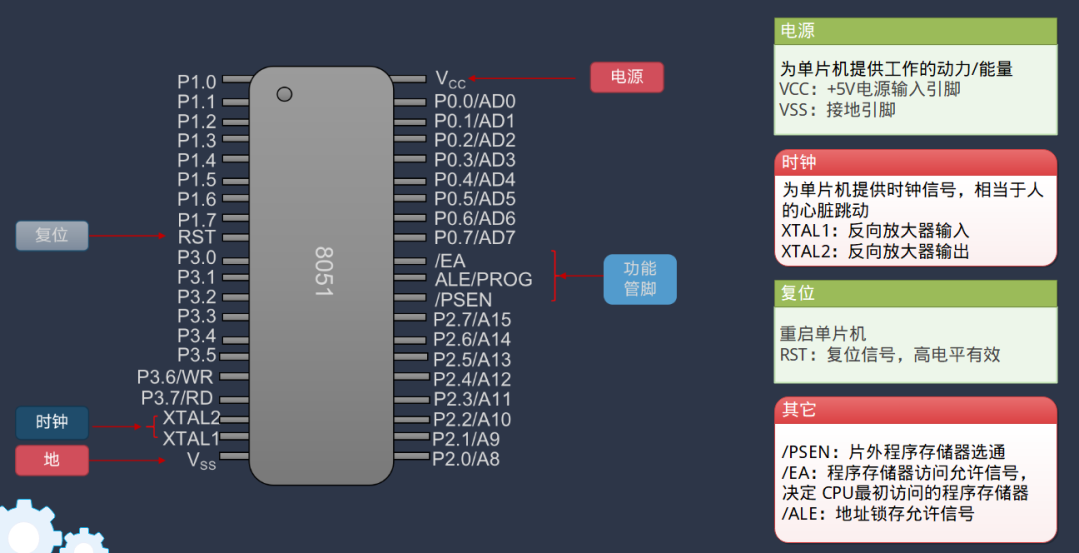 P1.0
P1.1
P1.2
P1.3
P1.4
P1.5
P1.6
P1.7
RST
P3.0
P3.1
P3.2
P3.3
P3.4
P3.5
P3.6/WR
P3.7/RD
XTAL2
XTAL1
VSS
复位
时钟
地
8051
VCC
P0.0/AD0
P0.1/AD1
P0.2/AD2
P0.3/AD3
P0.4/AD4
P0.5/AD5
P0.6/AD6
P0.7/AD7
/EA
ALE/PROG
/PSEN
P2.7/A15
P2.6/A14
P2.5/A13
P2.4/A12
P2.3/A11
P2.2/A10
P2.1/A9
P2.0/A8
电源
功能
管脚
电源
为单片机提供工作的动力/能量
VCC：+5V电源输入引脚
VSS：接地引脚
时钟
为单片机提供时钟信号，相当于人
的心脏跳动
XTAL1：反向放大器输入
XTAL2：反向放大器输出
复位
重启单片机
RST：复位信号，高电平有效
其它
/PSEN：片外程序存储器选通
/EA：程序存储器访问允许信号，
决定 CPU最初访问的程序存储器
/ALE：地址锁存允许信号